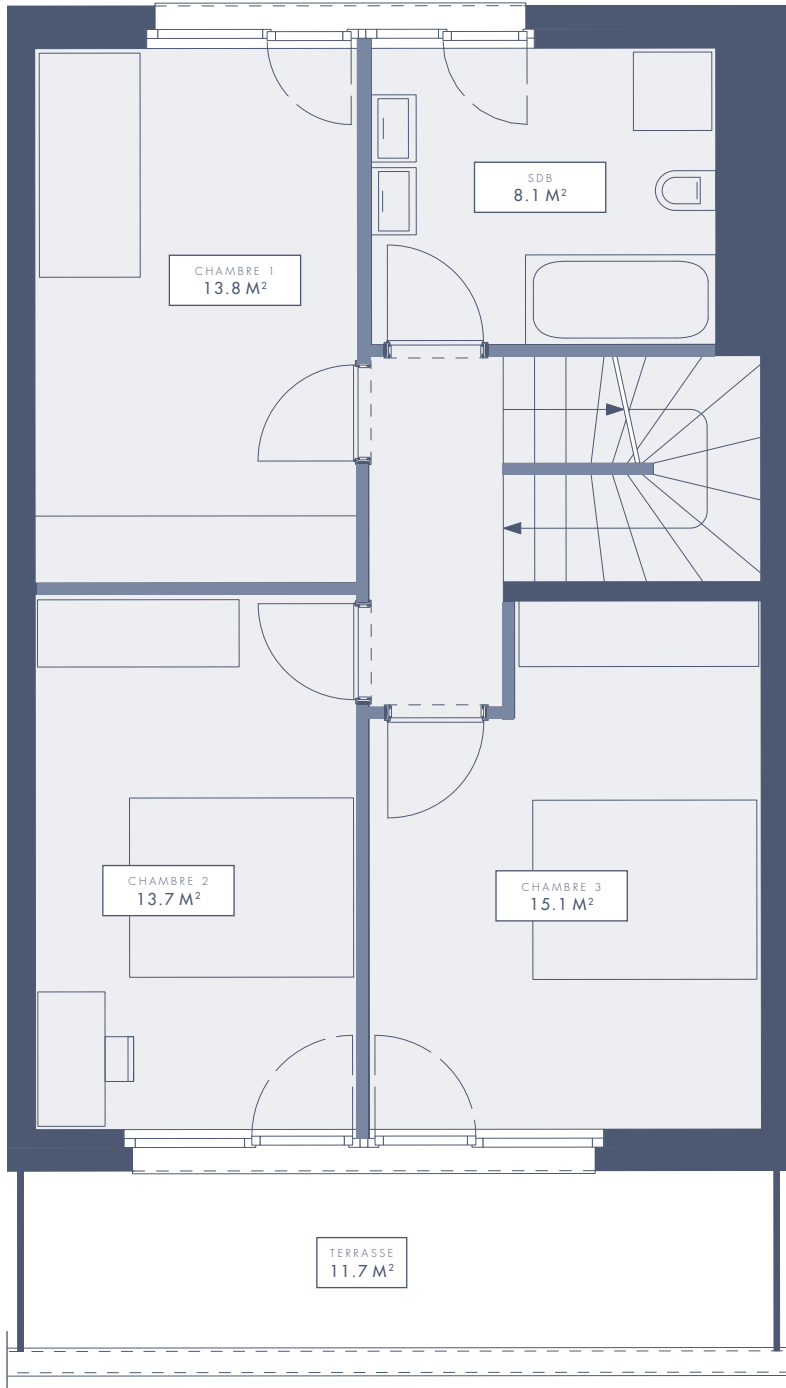 SDB
8.1 M²
CHAMBRE 1
13.8 M²
CHAMBRE 2
13.7 M²
CHAMBRE 3
15.1 M²
TERRASSE
11.7 M²